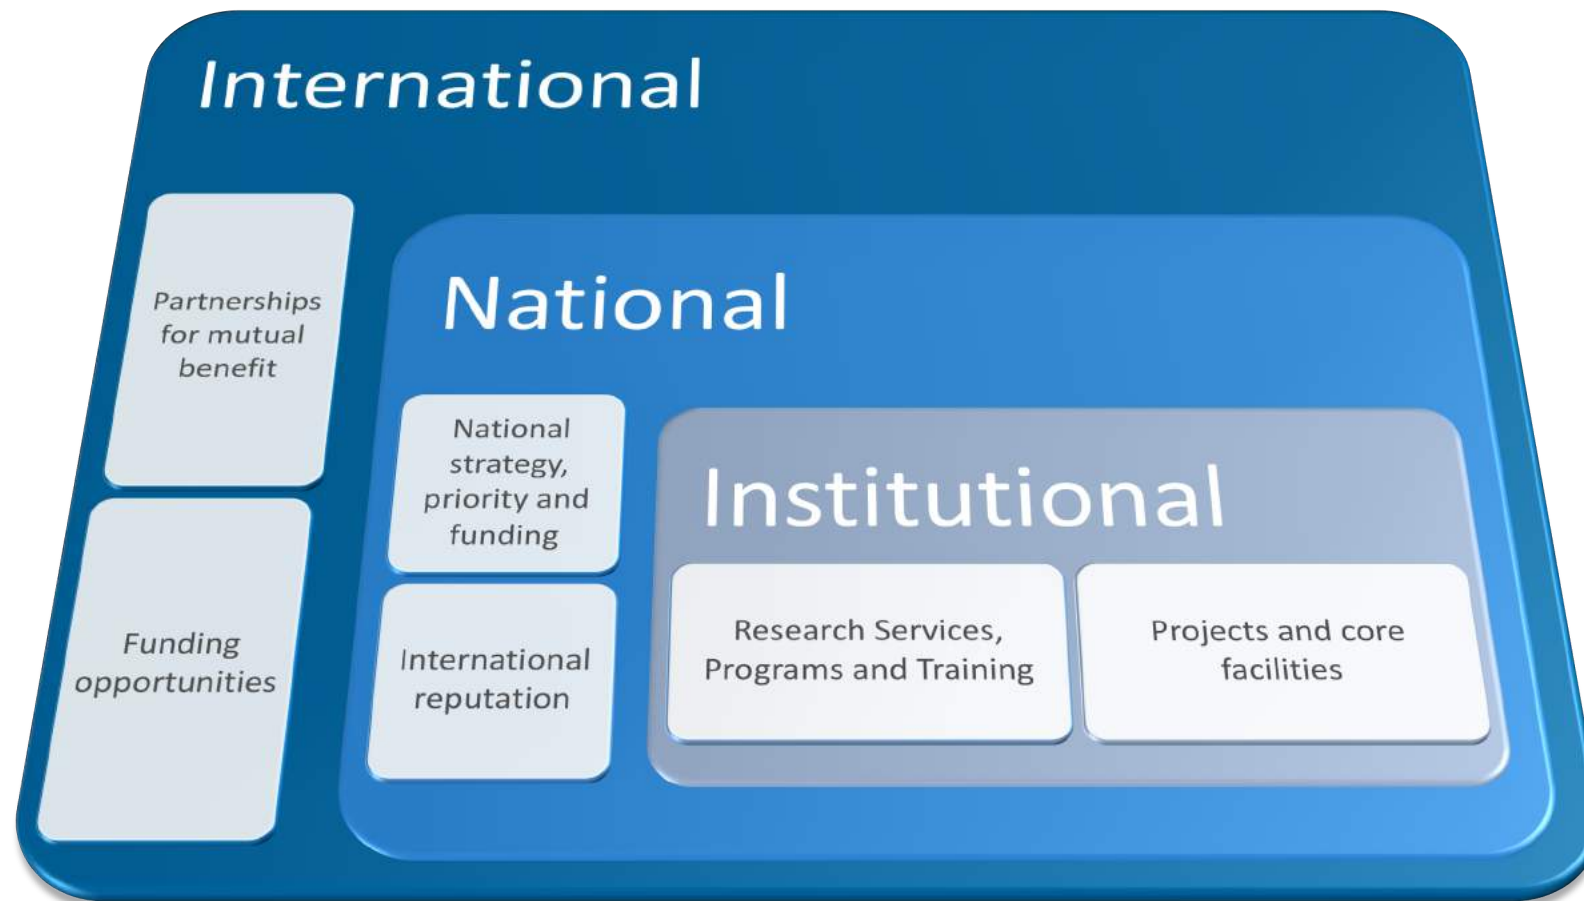 International
Partnerships
for mutual
benefit
Funding
opportunities
National
National
strategy,
priority and
funding
International
reputation
Institutional
Research Services,
Programs and Training
Projects and core
facilities